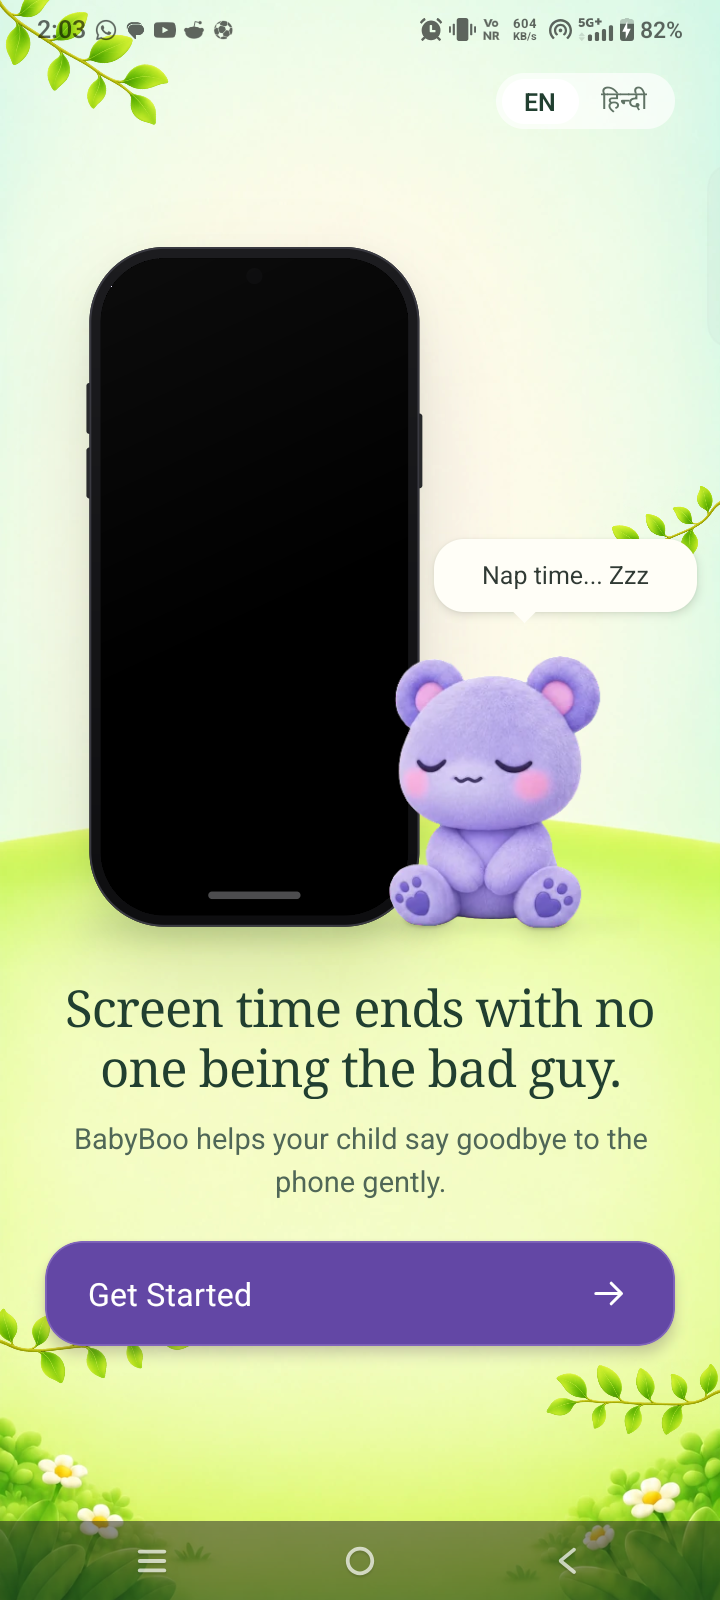 2:03
Vo NR
604 KB/s
5G+
82%
EN
हिन्दी
Nap time... Zzz
Screen time ends with no
one being the bad guy.
BabyBoo helps your child say goodbye to the
phone gently.
Get Started